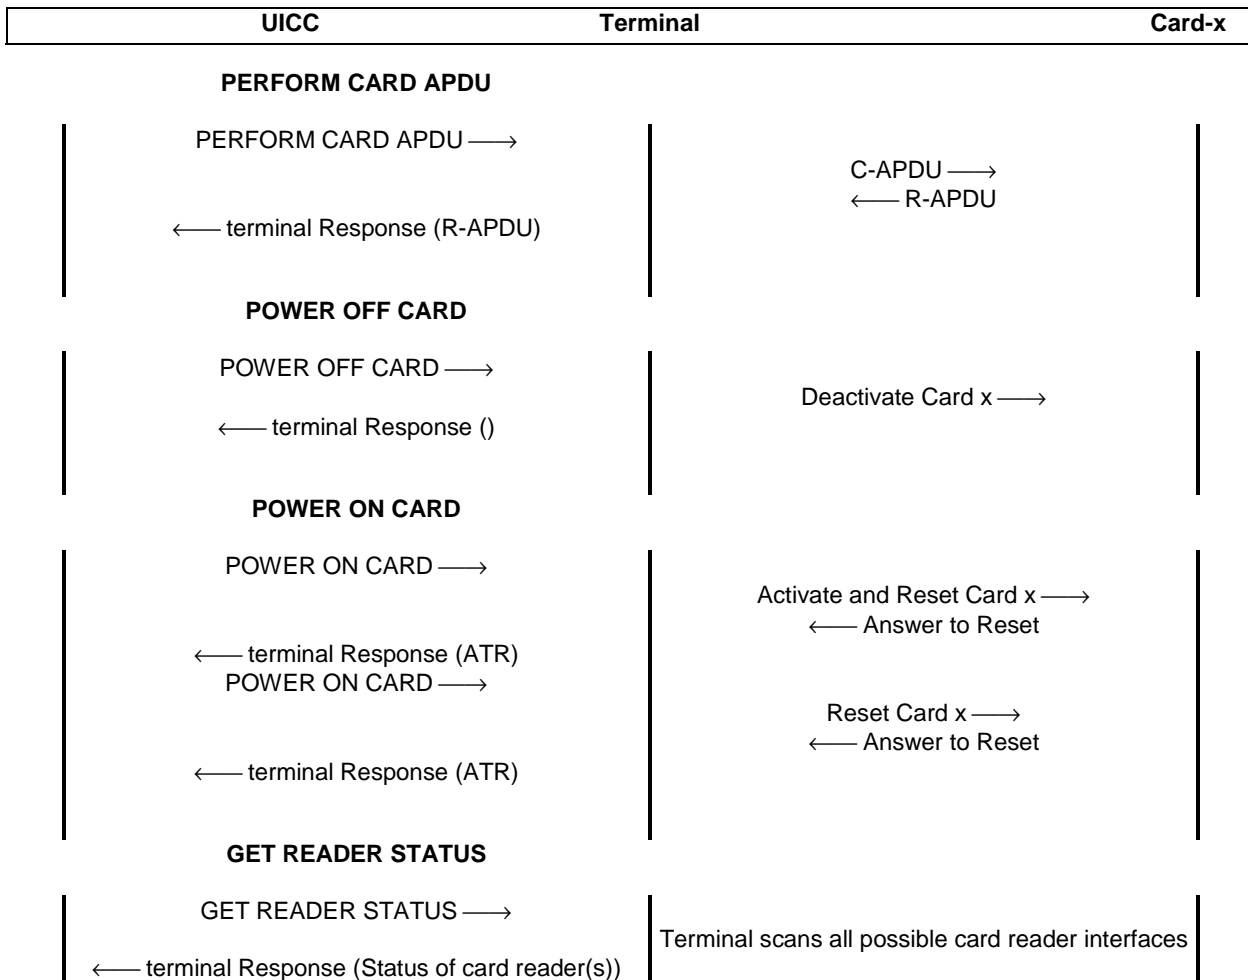 UICC Terminal Card-x
PERFORM CARD APDU
PERFORM CARD APDU ⟶
C-APDU ⟶
⟵ R-APDU
⟵ terminal Response (R-APDU)
POWER OFF CARD
POWER OFF CARD ⟶
Deactivate Card x ⟶
⟵ terminal Response ()
POWER ON CARD
POWER ON CARD ⟶
Activate and Reset Card x ⟶
⟵ Answer to Reset
⟵ terminal Response (ATR)
POWER ON CARD ⟶
Reset Card x ⟶
⟵ Answer to Reset
⟵ terminal Response (ATR)
GET READER STATUS
GET READER STATUS ⟶
Terminal scans all possible card reader interfaces
⟵ terminal Response (Status of card reader(s))